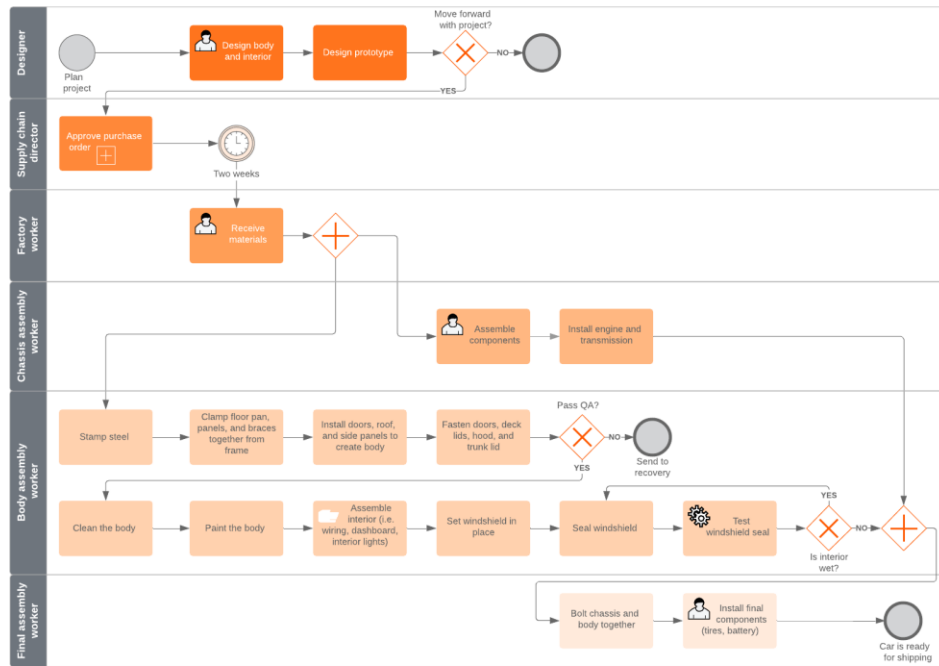 Designer
Move forward
with project?
Design body
and interior
Design prototype
NO
Plan
project
YES
Supply chain
director
Approve purchase
order
Two weeks
Factory
worker
Receive
materials
Chassis assembly
worker
Assemble
components
Install engine and
transmission
Body assembly
worker
Pass QA?
Stamp steel
Clamp floor pan,
panels, and braces
together from
frame
Install doors, roof,
and side panels to
create body
Fasten doors, deck
lids, hood, and
trunk lid
NO
Send to
recovery
YES
YES
Clean the body
Paint the body
Assemble
interior (i.e.
wiring, dashboard,
interior lights)
Set windshield in
place
Seal windshield
Test
windshield seal
NO
Is interior
wet?
Final assembly
worker
Bolt chassis and
body together
Install final
components
(tires, battery)
Car is ready
for shipping